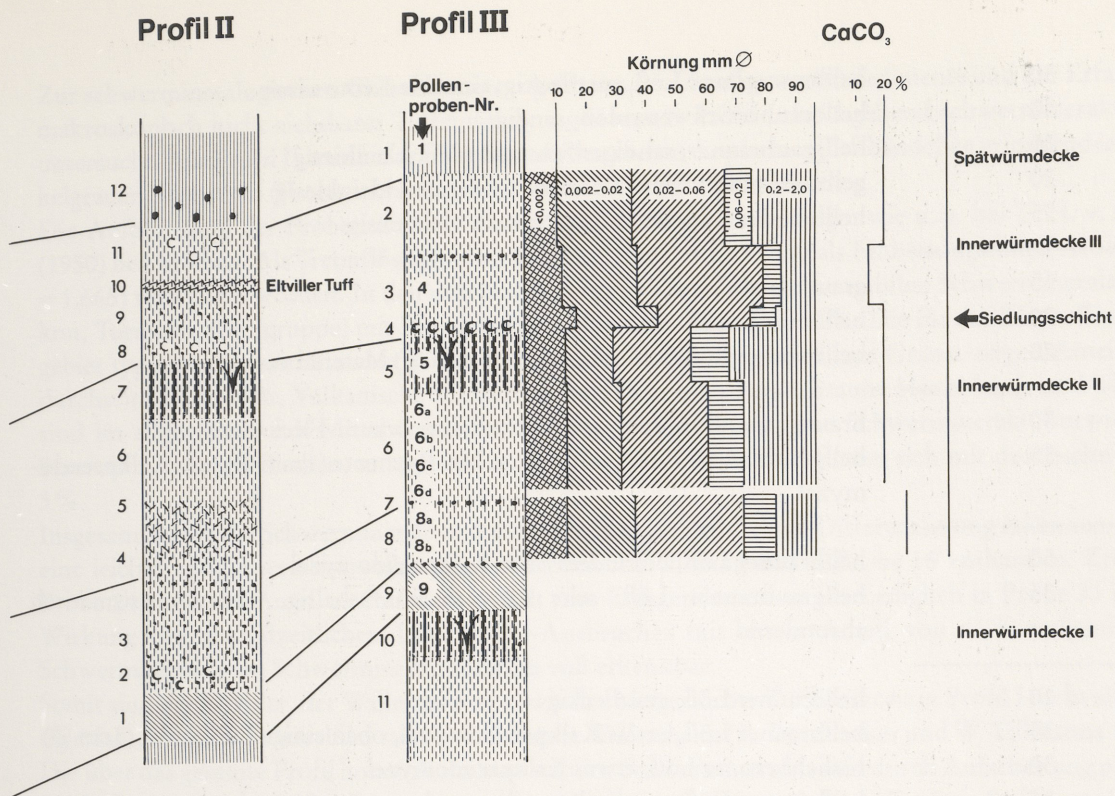 Profil II
Profil III
CaCO₃
Körnung mm ∅
Pollen-
proben-Nr.
10 20 30 40 50 60 70 80 90
10 20 %
<0,002
0,002–0,02
0,02–0,06
0,06–0.2
0.2–2,0
12
11
10
9
8
7
6
5
4
3
2
1
C C
C
C C C
C C
C C
Eltviller Tuff
1
2
3
4
5
6
7
8
9
10
11
1
4
C C C C C C
5
6a
6b
6c
6d
8a
8b
9
Spätwürmdecke
Innerwürmdecke III
Siedlungsschicht
Innerwürmdecke II
Innerwürmdecke I